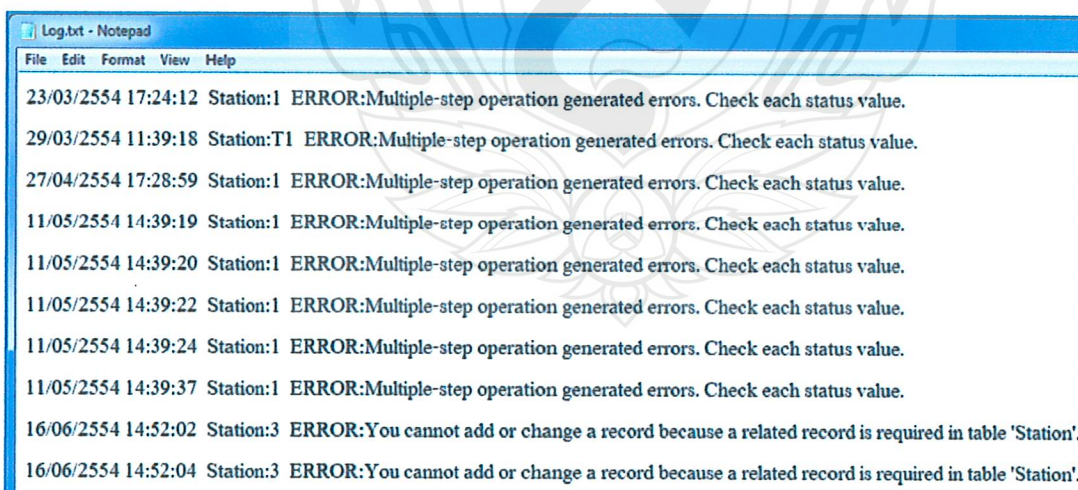 Log.txt - Notepad
File Edit Format View Help
23/03/2554 17:24:12 Station:1 ERROR:Multiple-step operation generated errors. Check each status value.
29/03/2554 11:39:18 Station:T1 ERROR:Multiple-step operation generated errors. Check each status value.
27/04/2554 17:28:59 Station:1 ERROR:Multiple-step operation generated errors. Check each status value.
11/05/2554 14:39:19 Station:1 ERROR:Multiple-step operation generated errors. Check each status value.
11/05/2554 14:39:20 Station:1 ERROR:Multiple-step operation generated errors. Check each status value.
11/05/2554 14:39:22 Station:1 ERROR:Multiple-step operation generated errors. Check each status value.
11/05/2554 14:39:24 Station:1 ERROR:Multiple-step operation generated errors. Check each status value.
11/05/2554 14:39:37 Station:1 ERROR:Multiple-step operation generated errors. Check each status value.
16/06/2554 14:52:02 Station:3 ERROR:You cannot add or change a record because a related record is required in table 'Station'.
16/06/2554 14:52:04 Station:3 ERROR:You cannot add or change a record because a related record is required in table 'Station'.